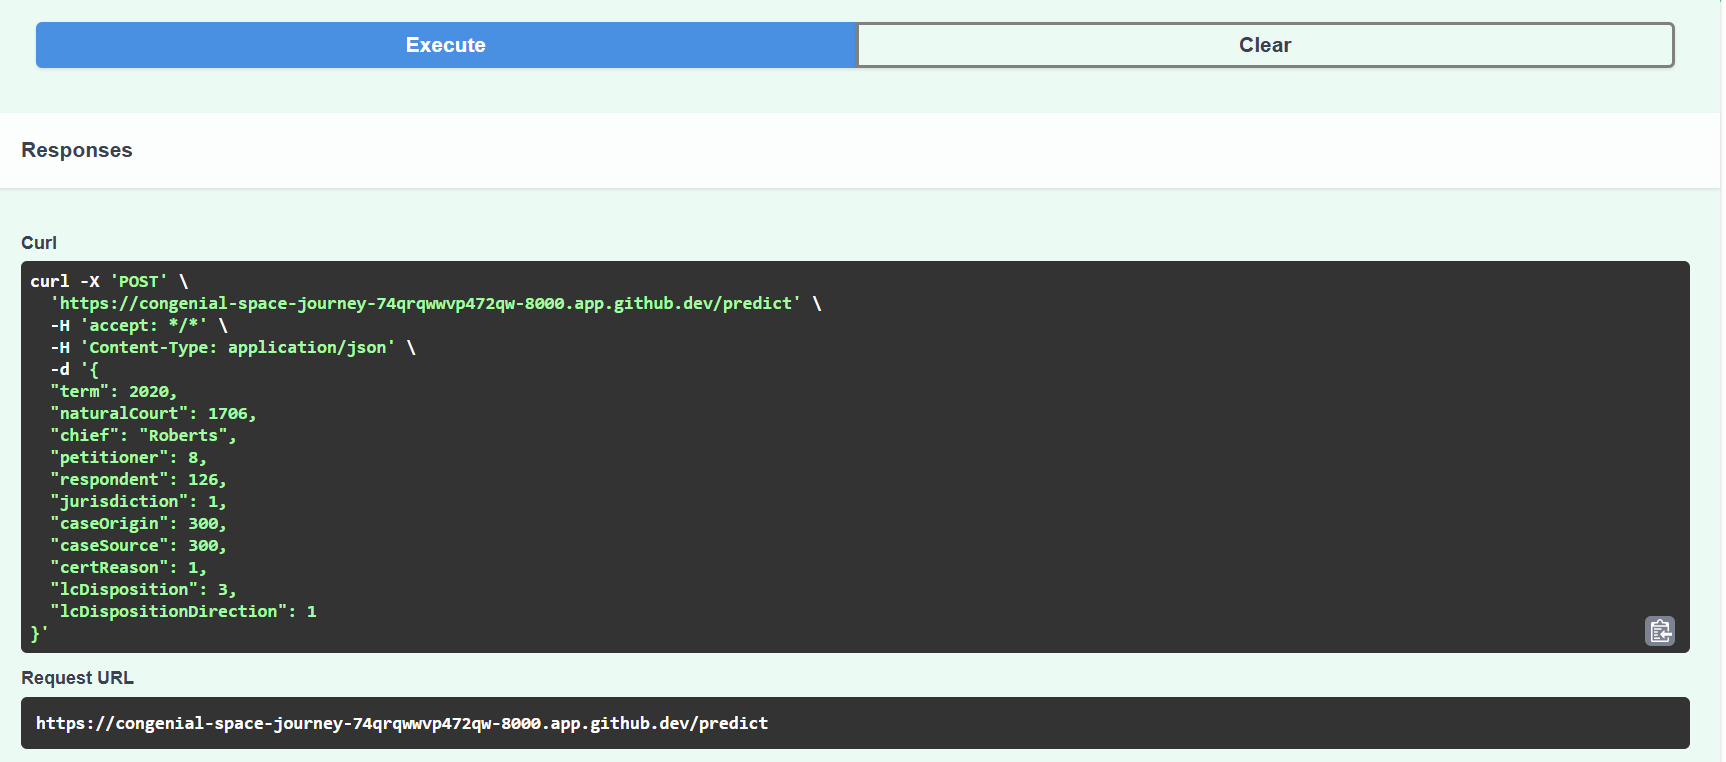 Execute
Clear
Responses
Curl
curl -X 'POST' \
  'https://congenial-space-journey-74qrqwwvp472qw-8000.app.github.dev/predict' \
  -H 'accept: */*' \
  -H 'Content-Type: application/json' \
  -d '{
  "term": 2020,
  "naturalCourt": 1706,
  "chief": "Roberts",
  "petitioner": 8,
  "respondent": 126,
  "jurisdiction": 1,
  "caseOrigin": 300,
  "caseSource": 300,
  "certReason": 1,
  "lcDisposition": 3,
  "lcDispositionDirection": 1
}'
Request URL
https://congenial-space-journey-74qrqwwvp472qw-8000.app.github.dev/predict